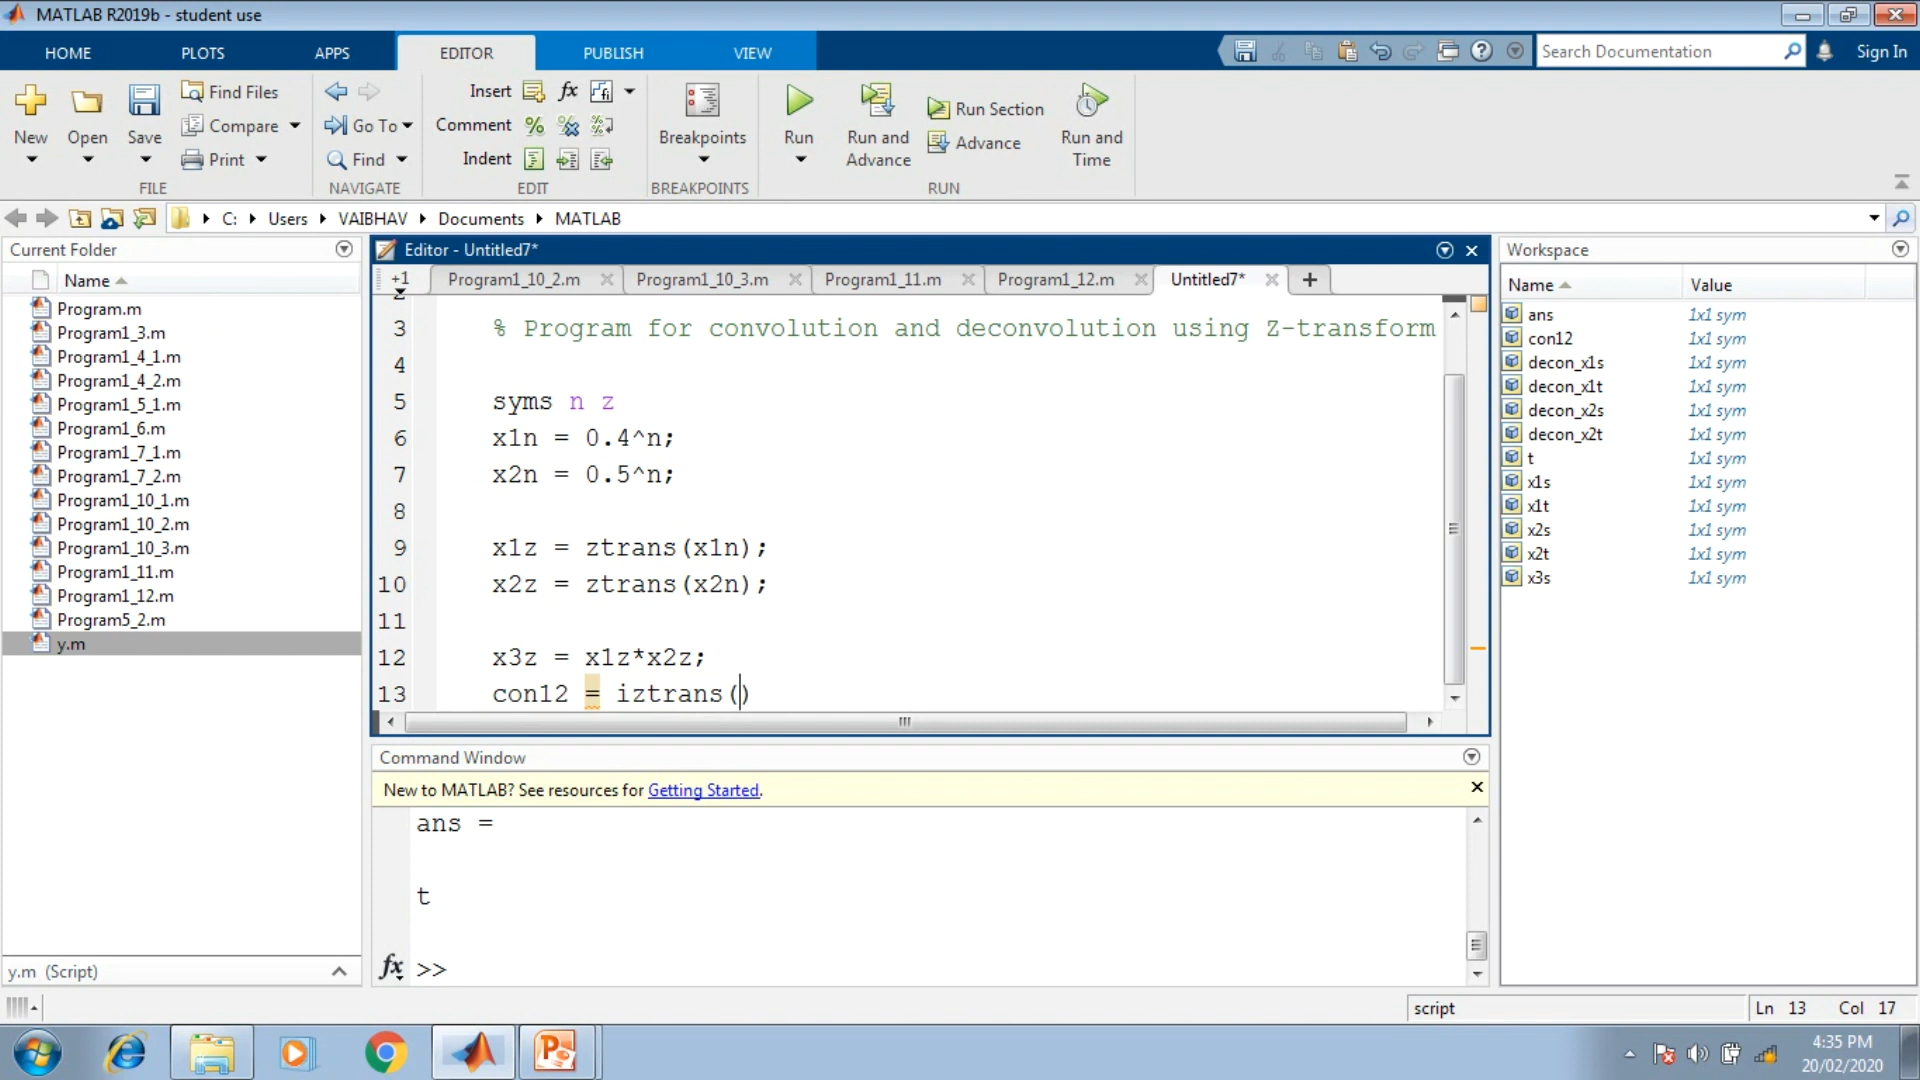 MATLAB R2019b - student use
HOME PLOTS APPS EDITOR PUBLISH VIEW Search Documentation Sign In
New Open Save Find Files Compare Print FILE
Go To Find NAVIGATE
Insert fx Comment Indent EDIT
Breakpoints BREAKPOINTS
Run Run and Advance Run Section Advance Run and Time RUN
C: Users VAIBHAV Documents MATLAB
Current Folder
Name
Program.m
Program1_3.m
Program1_4_1.m
Program1_4_2.m
Program1_5_1.m
Program1_6.m
Program1_7_1.m
Program1_7_2.m
Program1_10_1.m
Program1_10_2.m
Program1_10_3.m
Program1_11.m
Program1_12.m
Program5_2.m
y.m
y.m (Script)
Editor - Untitled7*
+1 Program1_10_2.m Program1_10_3.m Program1_11.m Program1_12.m Untitled7* +
2
3 % Program for convolution and deconvolution using Z-transform
4
5 syms n z
6 x1n = 0.4^n;
7 x2n = 0.5^n;
8
9 x1z = ztrans(x1n);
10 x2z = ztrans(x2n);
11
12 x3z = x1z*x2z;
13 con12 = iztrans()
Command Window
New to MATLAB? See resources for Getting Started.
ans =
t
fx >>
Workspace
Name Value
ans 1x1 sym
con12 1x1 sym
decon_x1s 1x1 sym
decon_x1t 1x1 sym
decon_x2s 1x1 sym
decon_x2t 1x1 sym
t 1x1 sym
x1s 1x1 sym
x1t 1x1 sym
x2s 1x1 sym
x2t 1x1 sym
x3s 1x1 sym
script Ln 13 Col 17
4:35 PM
20/02/2020